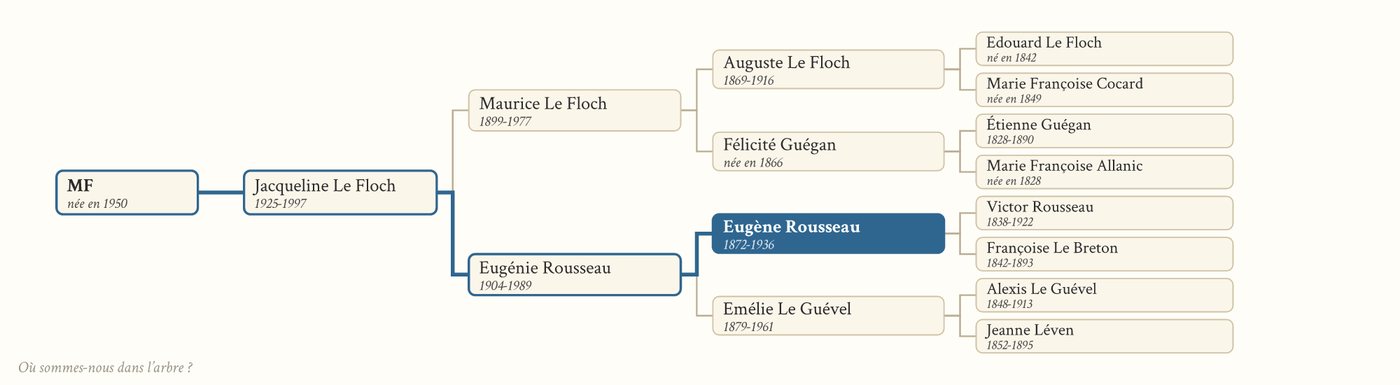 MF
née en 1950
Jacqueline Le Floch
1925-1997
Maurice Le Floch
1899-1977
Eugénie Rousseau
1904-1989
Auguste Le Floch
1869-1916
Félicité Guégan
née en 1866
Eugène Rousseau
1872-1936
Emélie Le Guével
1879-1961
Edouard Le Floch
né en 1842
Marie Françoise Cocard
née en 1849
Étienne Guégan
1828-1890
Marie Françoise Allanic
née en 1828
Victor Rousseau
1838-1922
Françoise Le Breton
1842-1893
Alexis Le Guével
1848-1913
Jeanne Léven
1852-1895
Où sommes-nous dans l'arbre ?